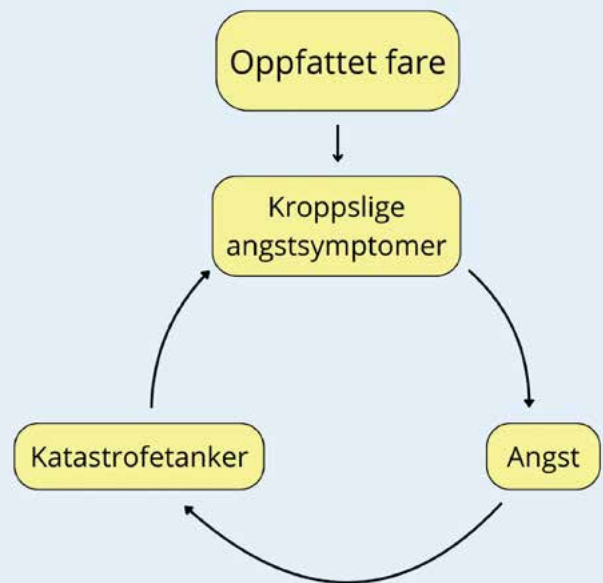 Oppfattet fare
Kroppslige
angstsymptomer
Katastrofetanker
Angst